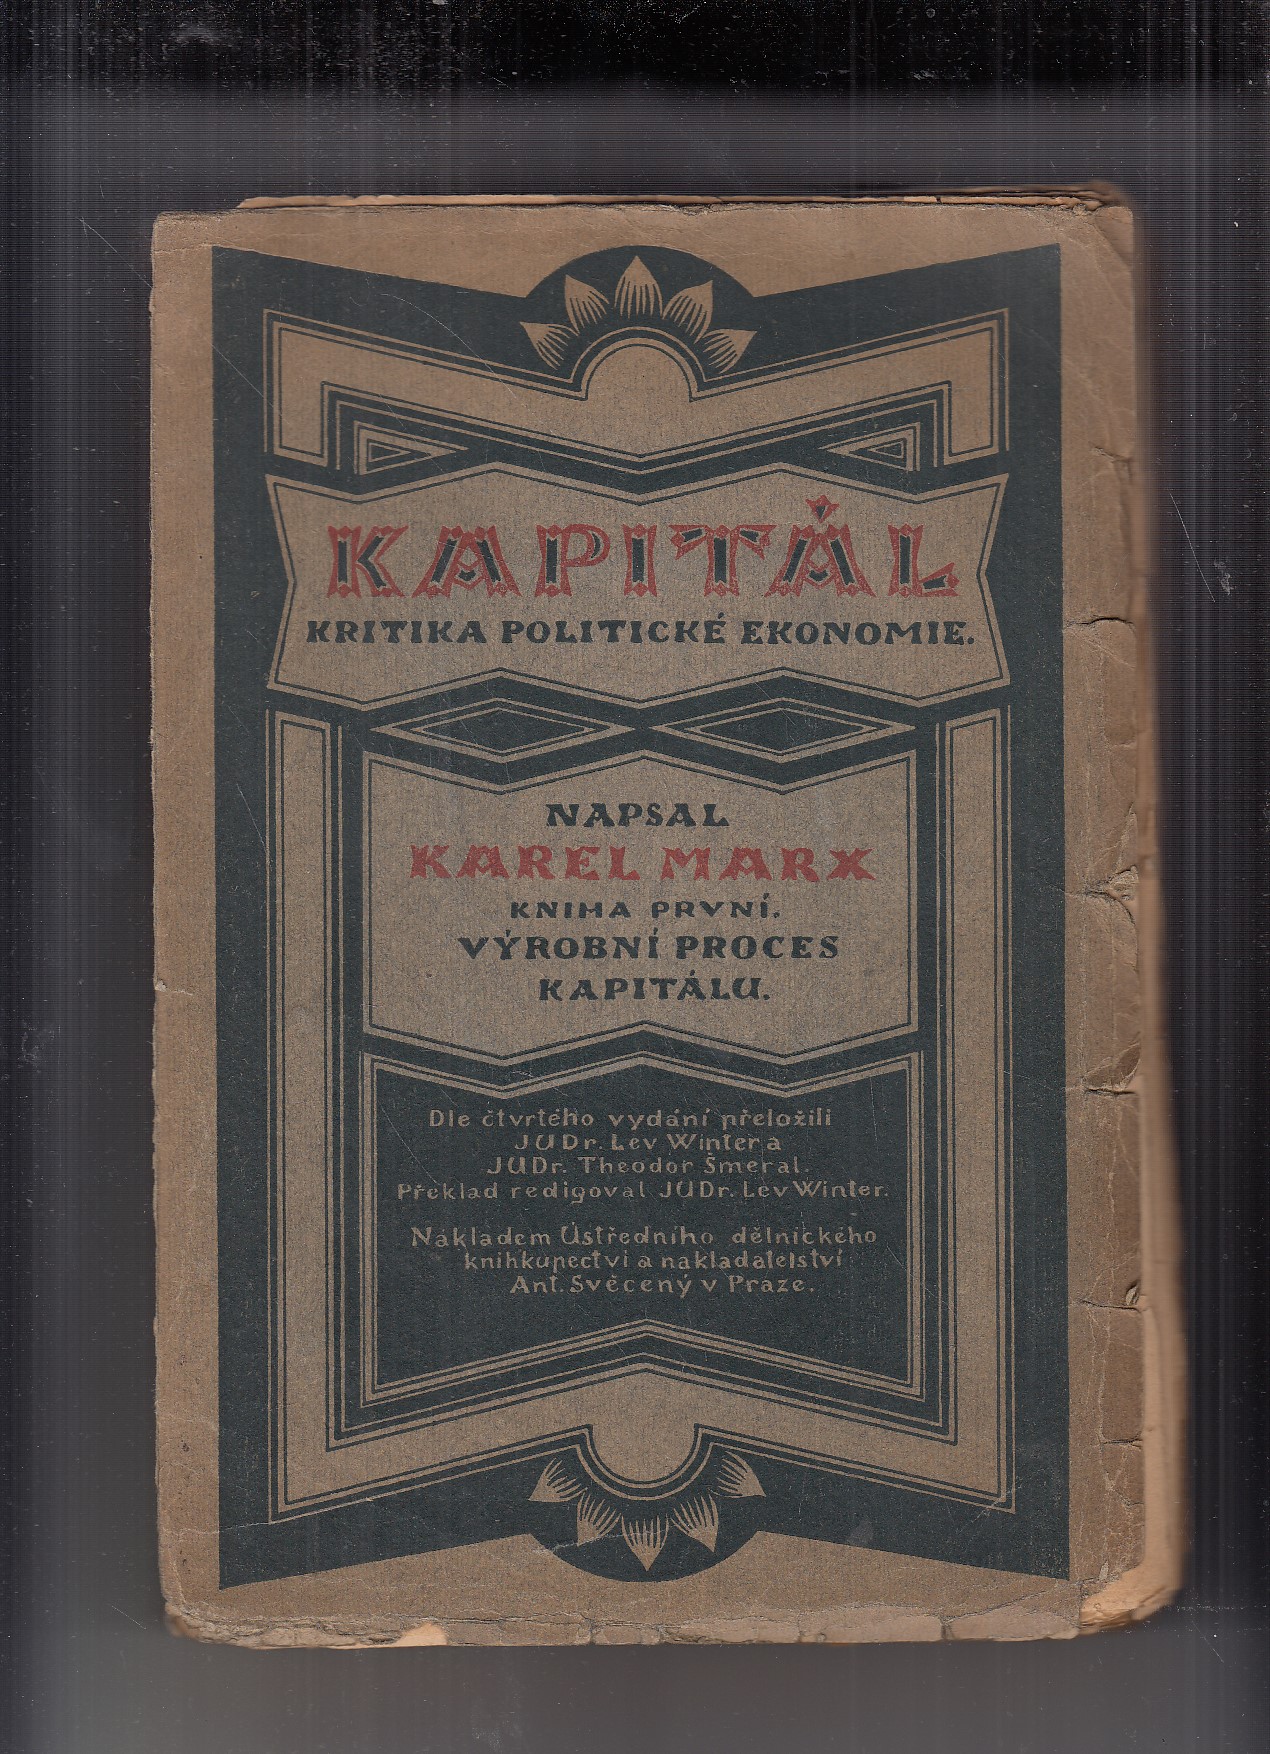 KAPITÁL
KRITIKA POLITICKÉ EKONOMIE.
NAPSAL
KAREL MARX
KNIHA PRVNÍ.
VÝROBNÍ PROCES
KAPITÁLU.
Dle čtvrtého vydání přeložili
JUDr. Lev Winter a
JUDr. Theodor Šmeral.
Překlad redigoval JUDr. Lev Winter.
Nákladem Ústředního dělnického
knihkupectví a nakladatelství
Ant. Svěcený v Praze.